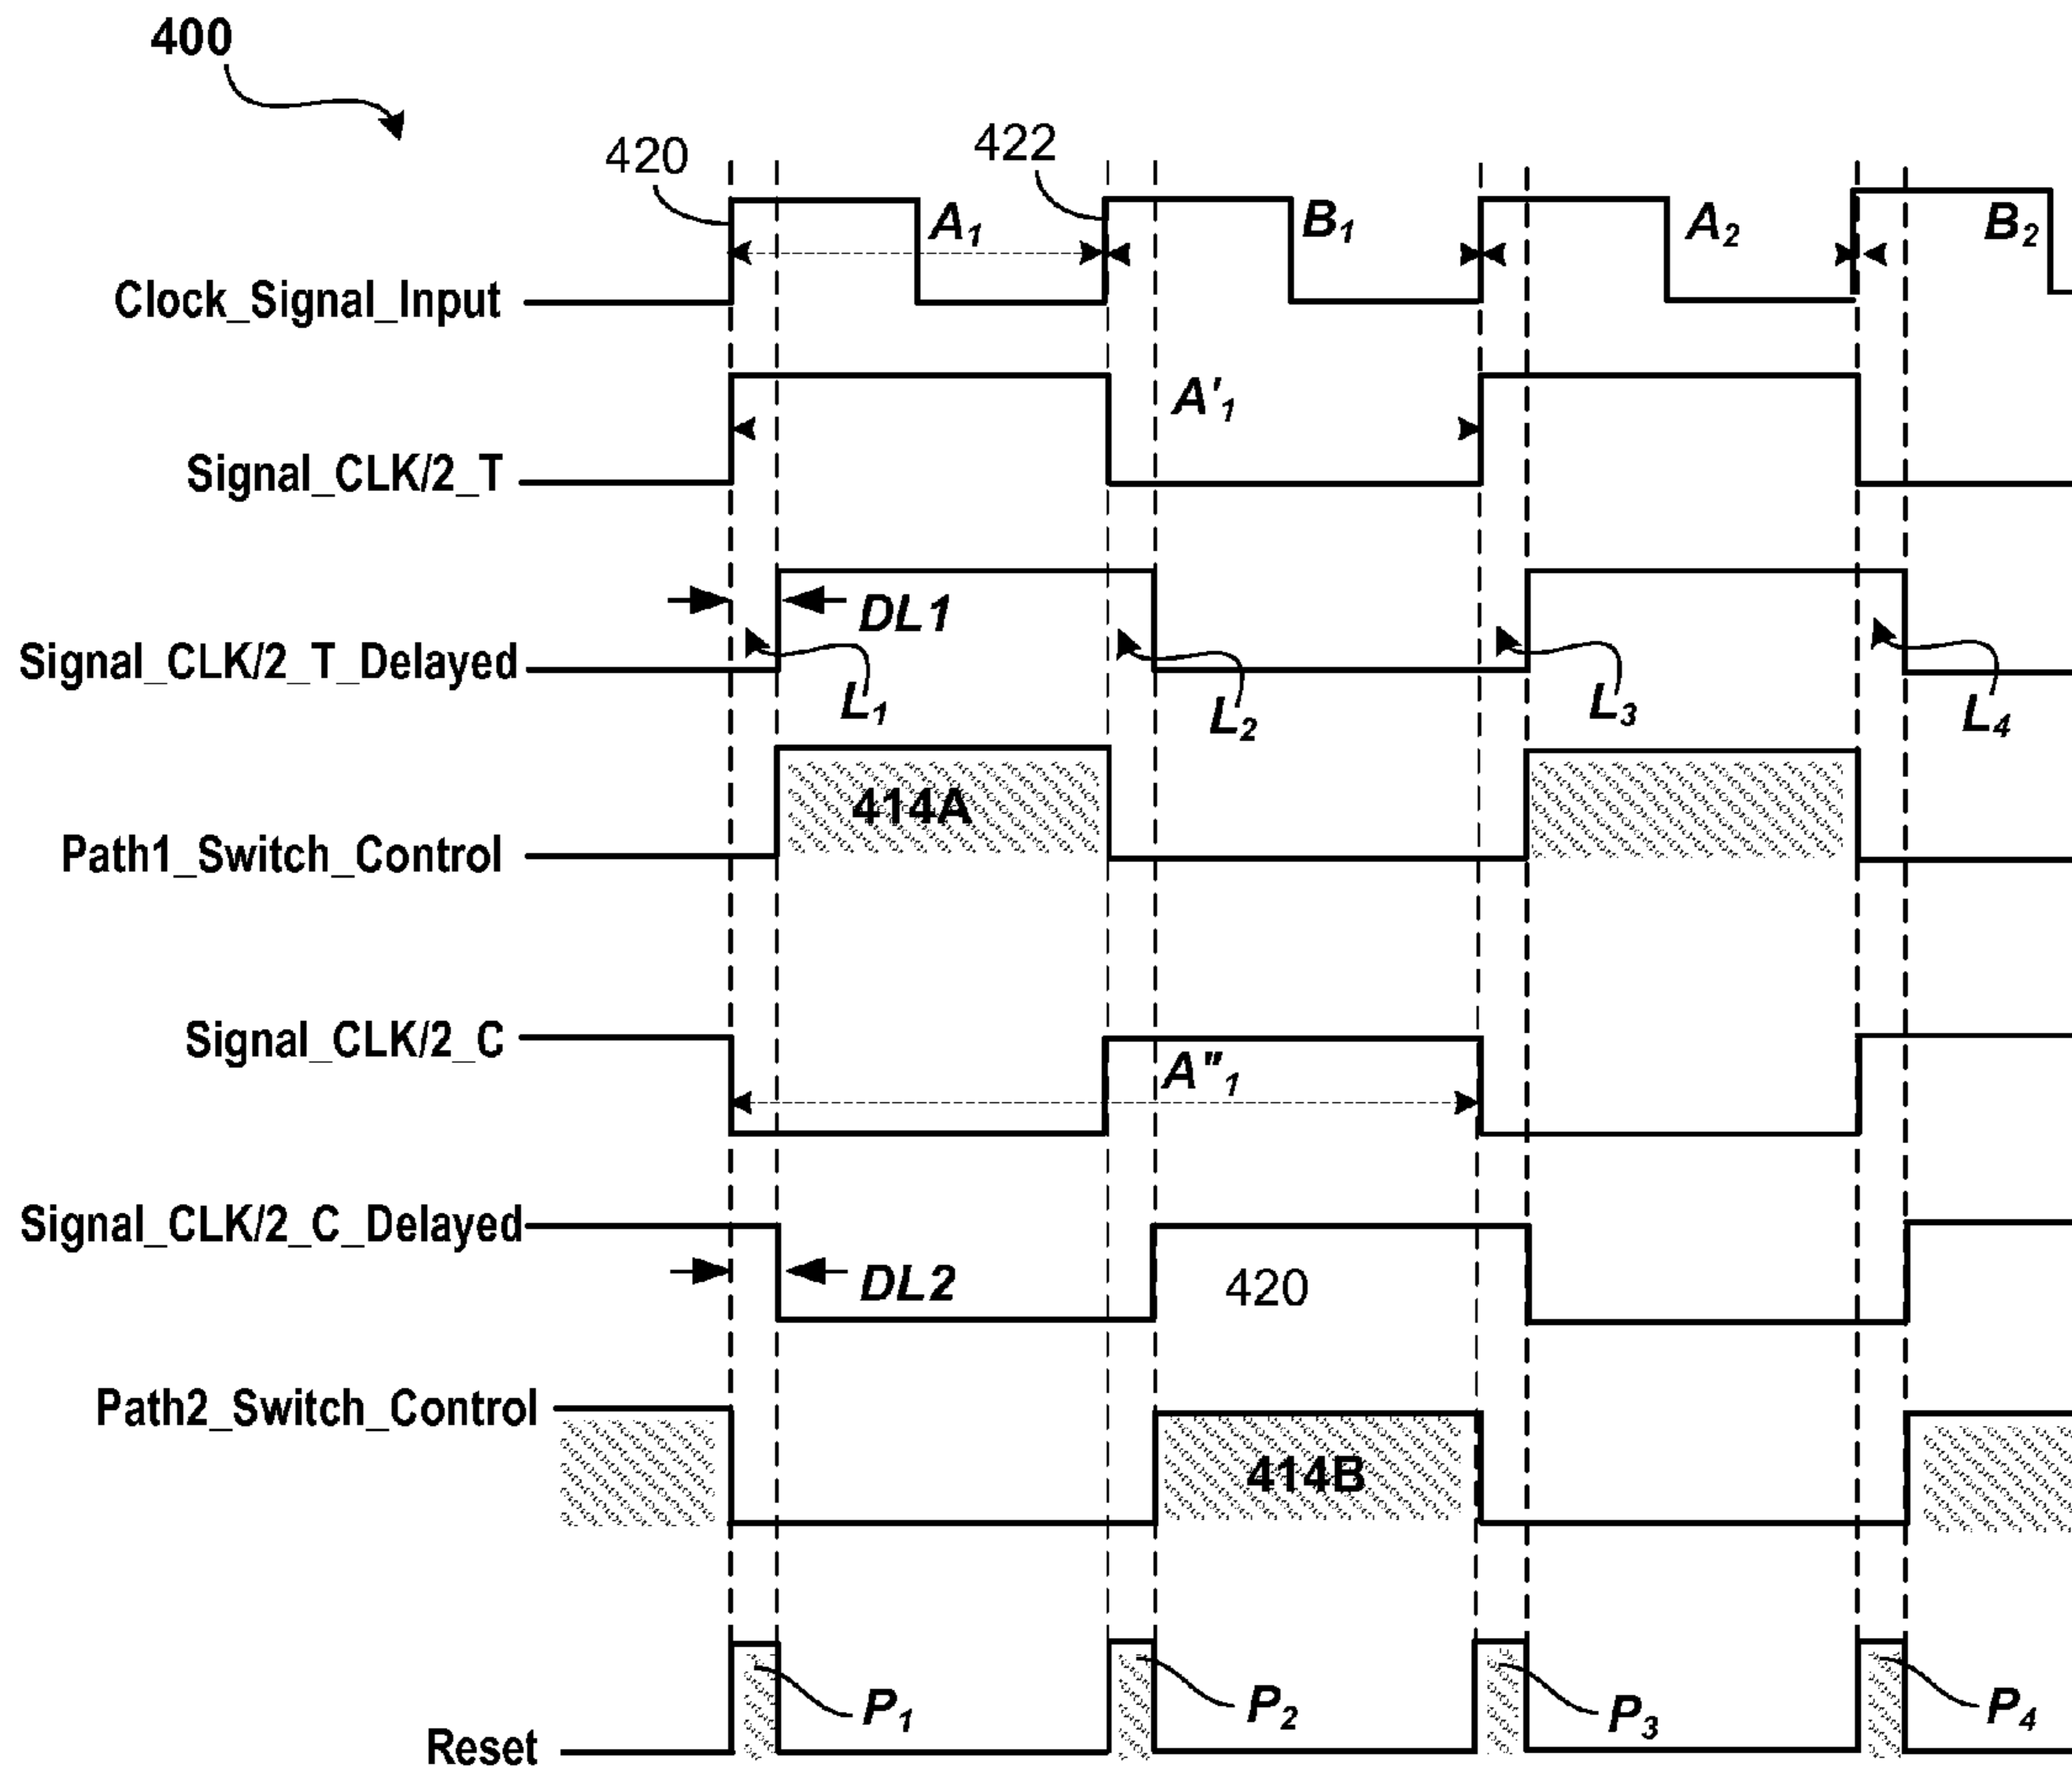 400
420
422
A1
B1
A2
B2
Clock_Signal_Input
A'1
Signal_CLK/2_T
DL1
Signal_CLK/2_T_Delayed
L1
L2
L3
L4
414A
Path1_Switch_Control
Signal_CLK/2_C
A"1
Signal_CLK/2_C_Delayed
DL2
420
Path2_Switch_Control
414B
P1
P2
P3
P4
Reset